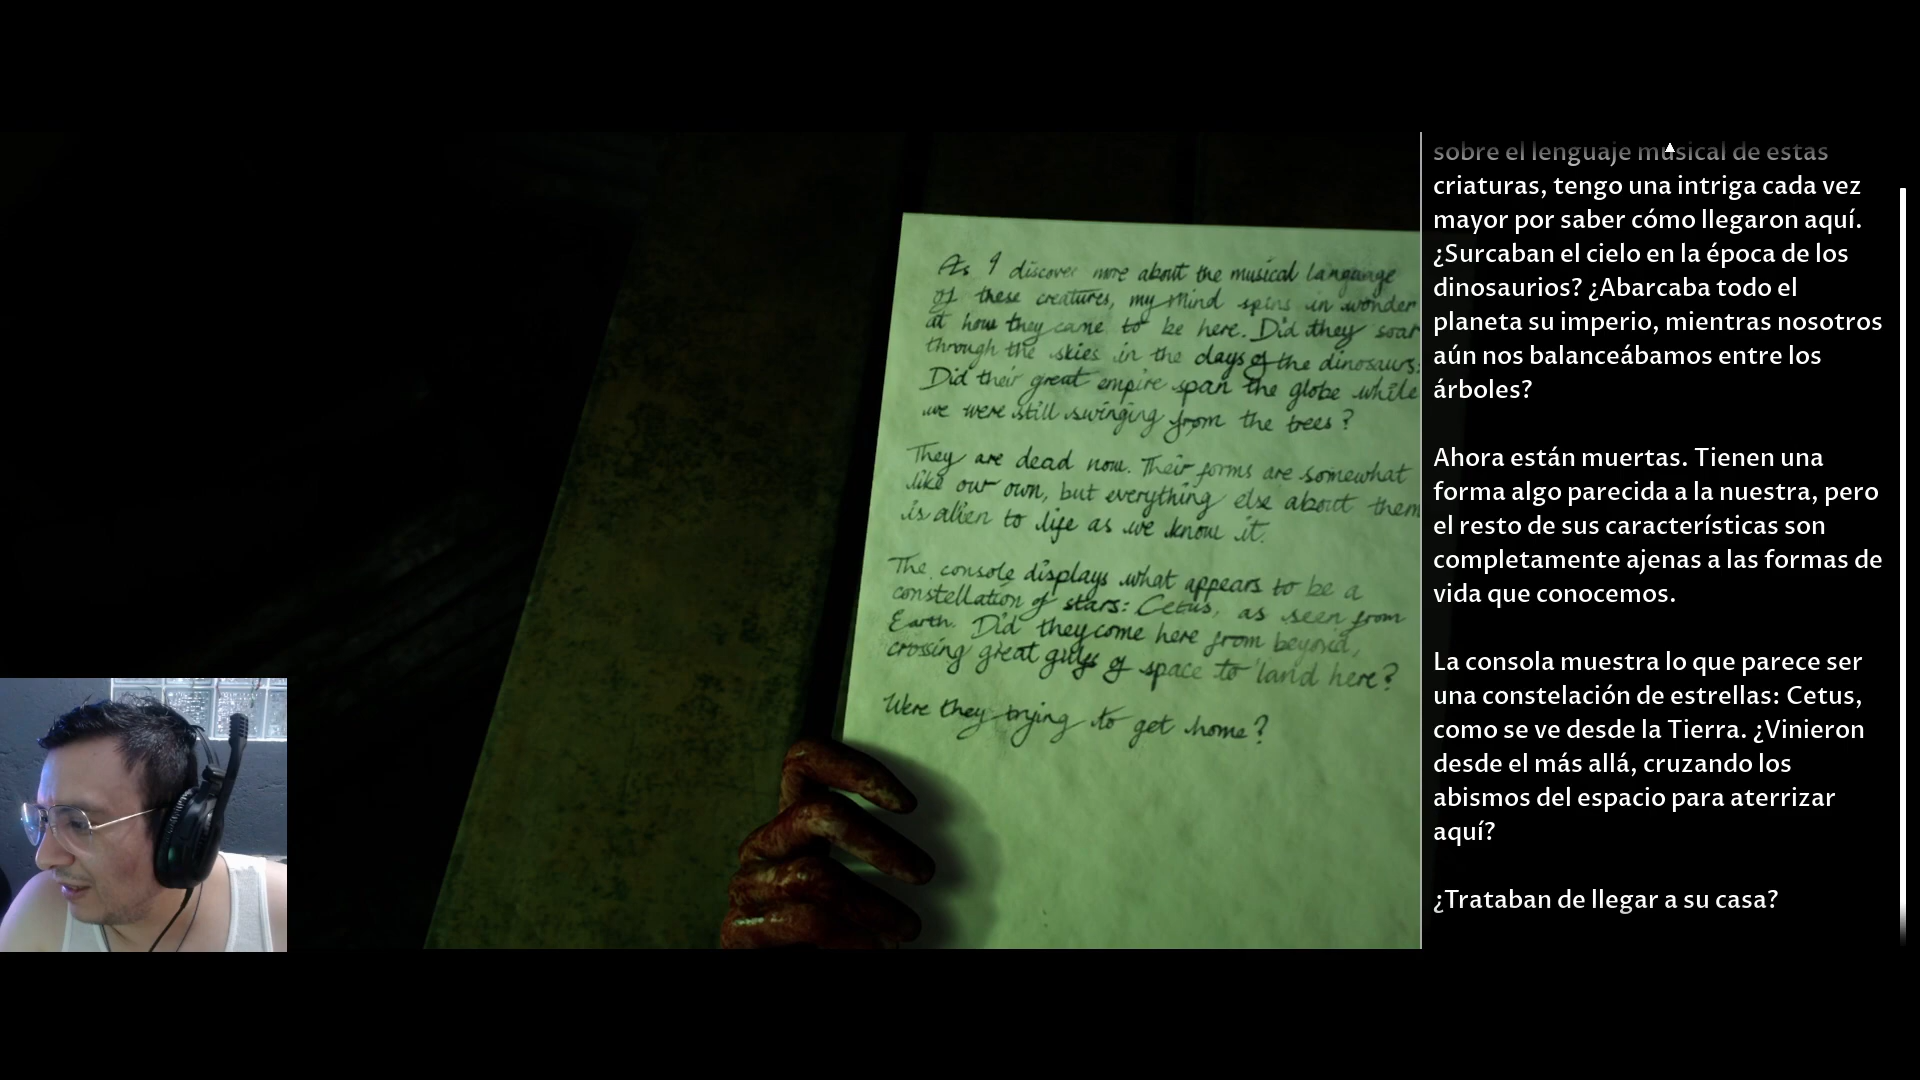 As I discover more about the musical language
of these creatures, my mind spins in wonder
at how they came to be here. Did they soar
through the skies in the days of the dinosaurs?
Did their great empire span the globe while
we were still swinging from the trees?
They are dead now. Their forms are somewhat
like our own, but everything else about them
is alien to life as we know it.
The console displays what appears to be a
constellation of stars: Cetus, as seen from
Earth. Did they come here from beyond,
crossing great gulfs of space to land here?
Were they trying to get home?
sobre el lenguaje musical de estas
criaturas, tengo una intriga cada vez
mayor por saber cómo llegaron aquí.
¿Surcaban el cielo en la época de los
dinosaurios? ¿Abarcaba todo el
planeta su imperio, mientras nosotros
aún nos balanceábamos entre los
árboles?
Ahora están muertas. Tienen una
forma algo parecida a la nuestra, pero
el resto de sus características son
completamente ajenas a las formas de
vida que conocemos.
La consola muestra lo que parece ser
una constelación de estrellas: Cetus,
como se ve desde la Tierra. ¿Vinieron
desde el más allá, cruzando los
abismos del espacio para aterrizar
aquí?
¿Trataban de llegar a su casa?